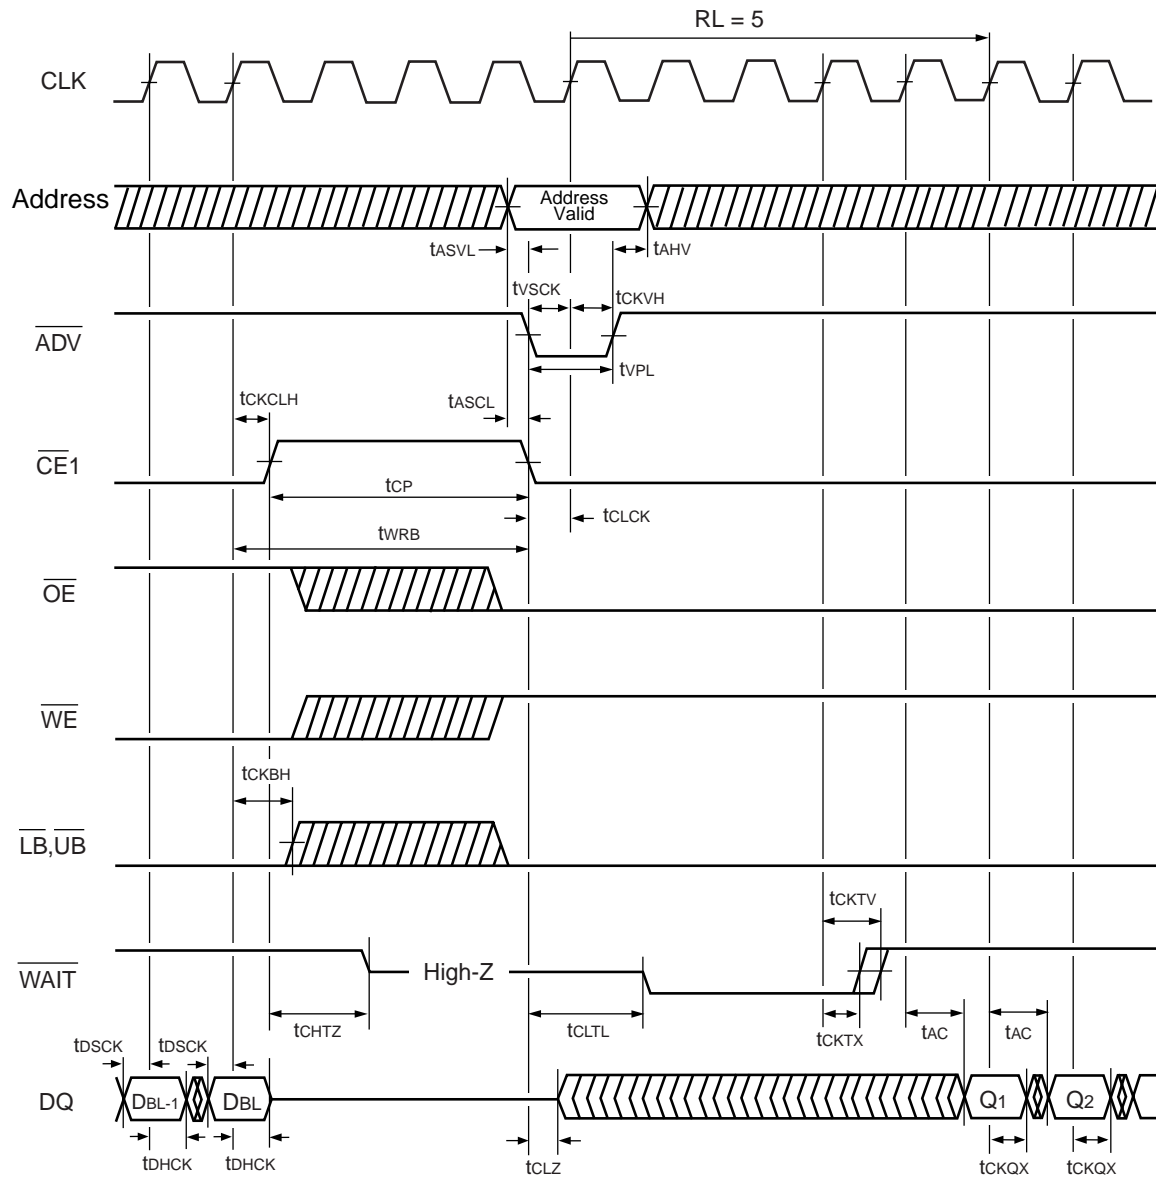 RL = 5
CLK
Address
Address
Valid
tASVL
tAHV
tVSCK
tCKVH
ADV
tVPL
tCKCLH
tASCL
CE1
tCP
tCLCK
tWRB
OE
WE
tCKBH
LB,UB
tCKTV
WAIT
High-Z
tCHTZ
tCLTL
tCKTX
tAC
tAC
tDSCK
tDSCK
DQ
DBL-1
DBL
Q1
Q2
tDHCK
tDHCK
tCLZ
tCKQX
tCKQX